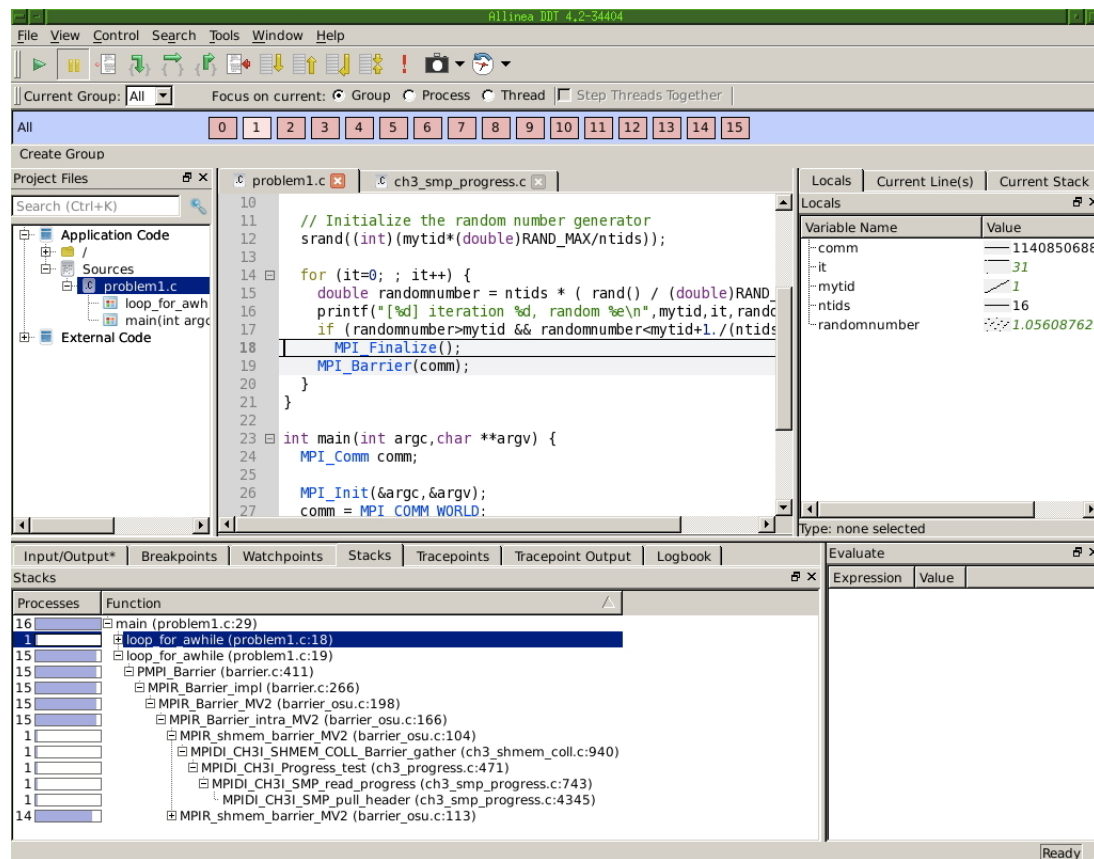 Allinea DDT 4.2-34404
File View Control Search Tools Window Help
Current Group: All Focus on current: Group Process Thread Step Threads Together
All 0 1 2 3 4 5 6 7 8 9 10 11 12 13 14 15
Create Group
Project Files
Search (Ctrl+K)
Application Code
/
Sources
problem1.c
loop_for_awh
main(int argc
External Code
problem1.c ch3_smp_progress.c
10
11 // Initialize the random number generator
12 srand((int)(mytid*(double)RAND_MAX/ntids));
13
14 for (it=0; ; it++) {
15 double randomnumber = ntids * ( rand() / (double)RAND_
16 printf("[%d] iteration %d, random %e\n",mytid,it,rando
17 if (randomnumber>mytid && randomnumber<mytid+1./(ntids
18 MPI_Finalize();
19 MPI_Barrier(comm);
20 }
21 }
22
23 int main(int argc,char **argv) {
24 MPI_Comm comm;
25
26 MPI_Init(&argc,&argv);
27 comm = MPI_COMM_WORLD;
Locals Current Line(s) Current Stack
Locals
Variable Name Value
comm 1140850688
it 31
mytid 1
ntids 16
randomnumber 1.05608762
Type: none selected
Input/Output* Breakpoints Watchpoints Stacks Tracepoints Tracepoint Output Logbook
Stacks
Processes Function
16 main (problem1.c:29)
1 loop_for_awhile (problem1.c:18)
15 loop_for_awhile (problem1.c:19)
15 PMPI_Barrier (barrier.c:411)
15 MPIR_Barrier_impl (barrier.c:266)
15 MPIR_Barrier_MV2 (barrier_osu.c:198)
15 MPIR_Barrier_intra_MV2 (barrier_osu.c:166)
1 MPIR_shmem_barrier_MV2 (barrier_osu.c:104)
1 MPIDI_CH3I_SHMEM_COLL_Barrier_gather (ch3_shmem_coll.c:940)
1 MPIDI_CH3I_Progress_test (ch3_progress.c:471)
1 MPIDI_CH3I_SMP_read_progress (ch3_smp_progress.c:743)
1 MPIDI_CH3I_SMP_pull_header (ch3_smp_progress.c:4345)
14 MPIR_shmem_barrier_MV2 (barrier_osu.c:113)
Evaluate
Expression Value
Ready